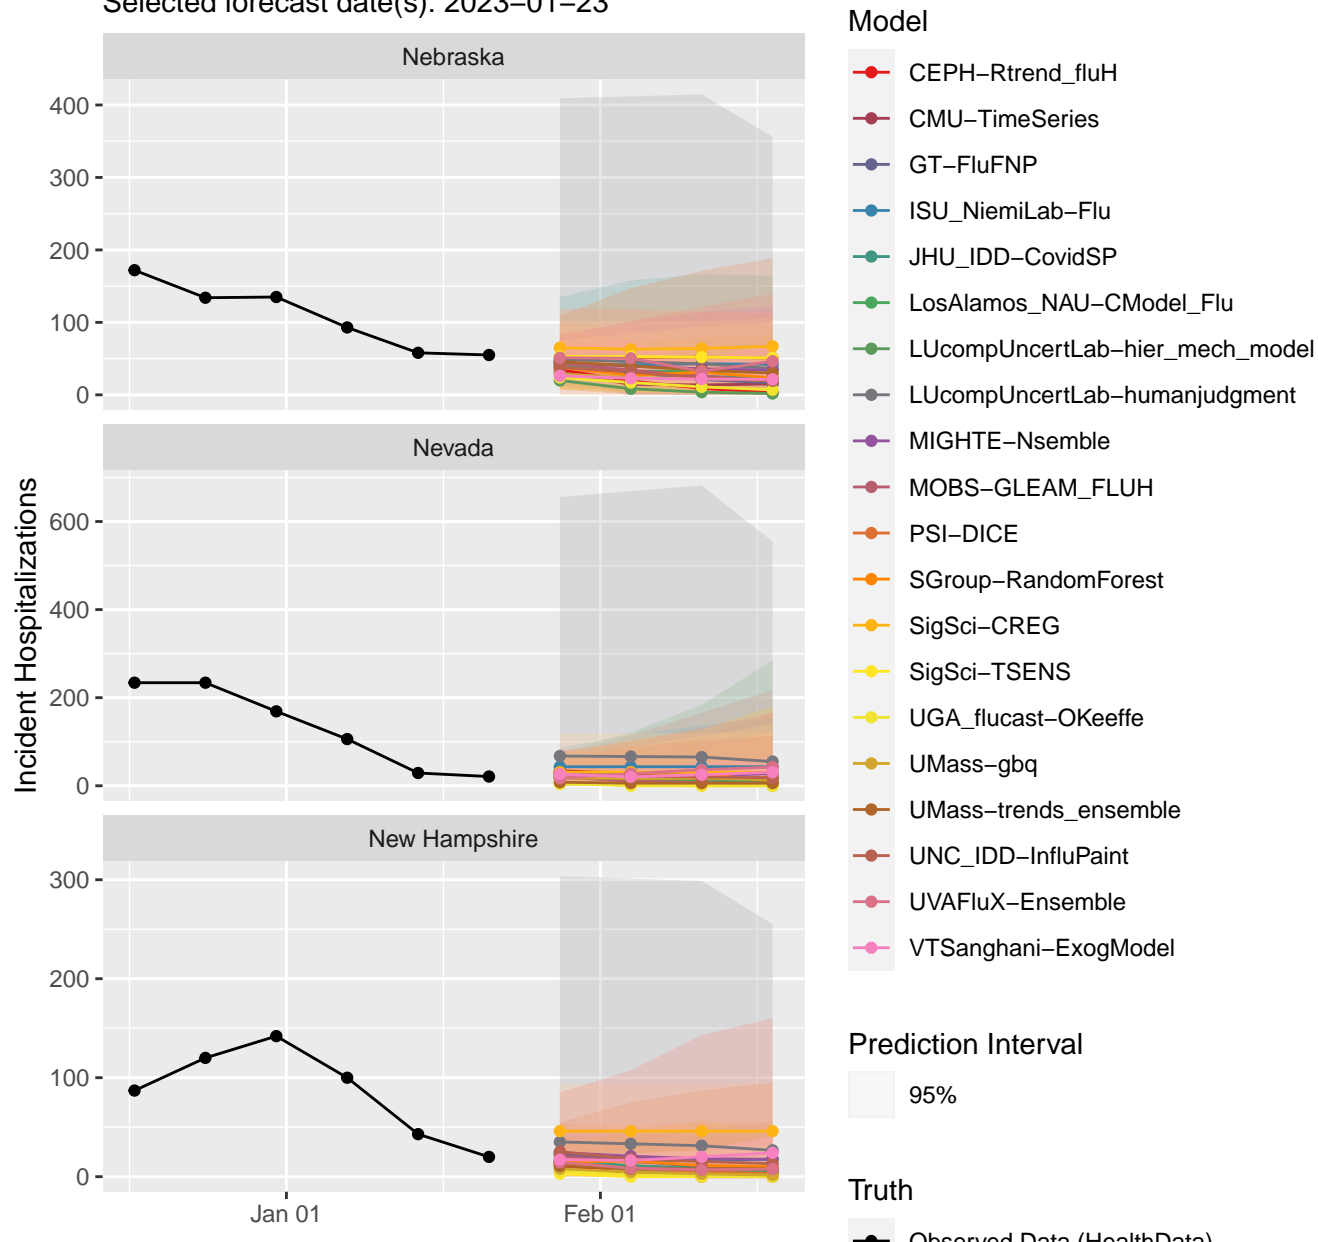 Selected forecast date(s): 2023−01−23
Nebraska
400
300
200
100
0
Nevada
600
400
200
0
New Hampshire
300
200
100
0
Jan 01
Feb 01
Incident Hospitalizations
Model
CEPH−Rtrend_fluH
CMU−TimeSeries
GT−FluFNP
ISU_NiemiLab−Flu
JHU_IDD−CovidSP
LosAlamos_NAU−CModel_Flu
LUcompUncertLab−hier_mech_model
LUcompUncertLab−humanjudgment
MIGHTE−Nsemble
MOBS−GLEAM_FLUH
PSI−DICE
SGroup−RandomForest
SigSci−CREG
SigSci−TSENS
UGA_flucast−OKeeffe
UMass−gbq
UMass−trends_ensemble
UNC_IDD−InfluPaint
UVAFluX−Ensemble
VTSanghani−ExogModel
Prediction Interval
95%
Truth
Observed Data (HealthData)